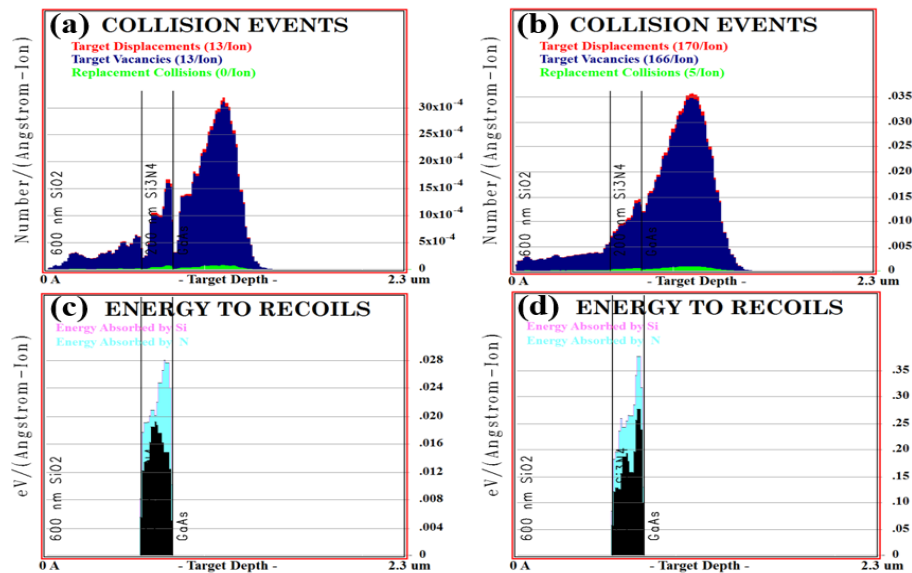 (a) COLLISION EVENTS
Target Displacements (13/Ion)
Target Vacancies (13/Ion)
Replacement Collisions (0/Ion)
Number/(Angstrom-Ion)
30x10⁻⁴
25x10⁻⁴
20x10⁻⁴
15x10⁻⁴
10x10⁻⁴
5x10⁻⁴
0
600 nm SiO2
Si3N4
0 A - Target Depth - 2.3 um
(b) COLLISION EVENTS
Target Displacements (170/Ion)
Target Vacancies (166/Ion)
Replacement Collisions (5/Ion)
Number/(Angstrom-Ion)
.035
.030
.025
.020
.015
.010
.005
0
600 nm SiO2
200 nm Si3N4
GaAs
0 A - Target Depth - 2.3 um
(c) ENERGY TO RECOILS
Energy Absorbed by Si
Energy Absorbed by N
eV/(Angstrom-Ion)
.028
.024
.020
.016
.012
.008
.004
0
600 nm SiO2
GaAs
0 A - Target Depth - 2.3 um
(d) ENERGY TO RECOILS
Energy Absorbed by Si
Energy Absorbed by N
eV/(Angstrom-Ion)
.35
.30
.25
.20
.15
.10
.05
0
600 nm SiO2
Si3N4
GaAs
0 A - Target Depth - 2.3 um